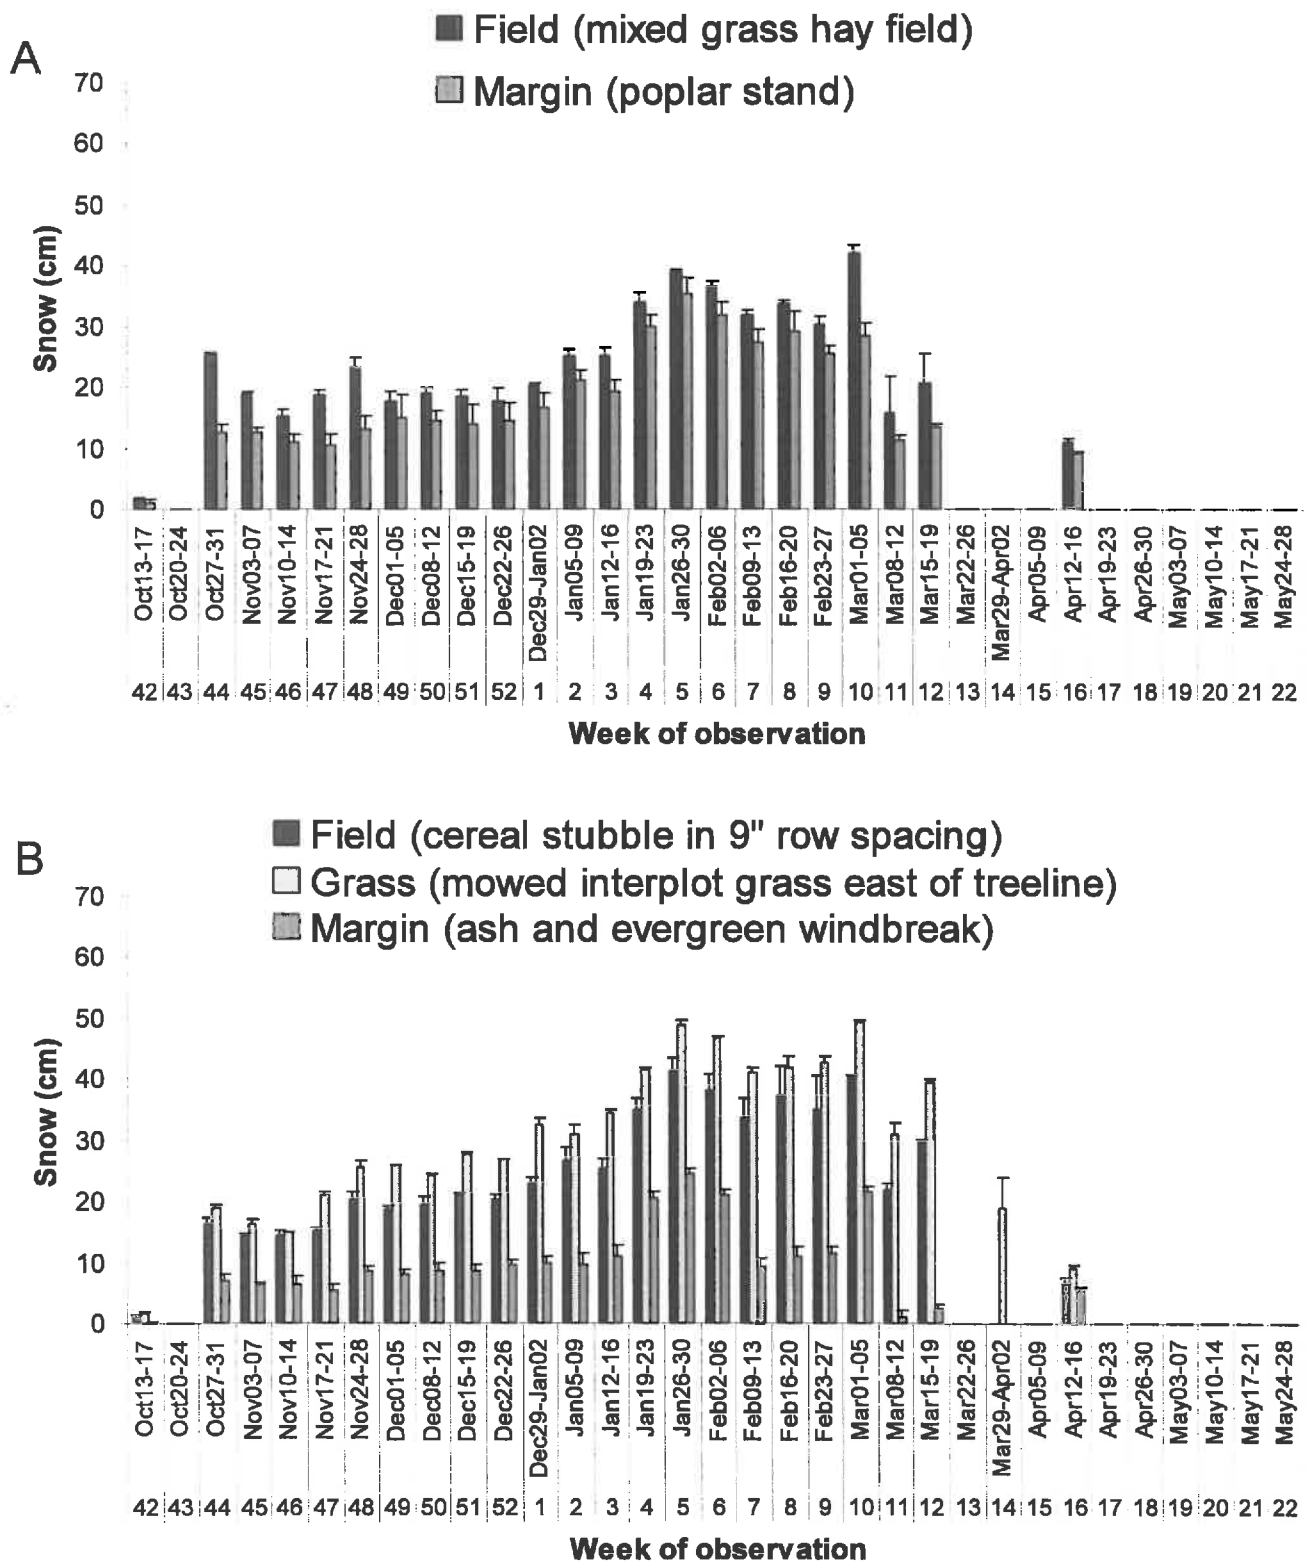 A
Field (mixed grass hay field)
Margin (poplar stand)
70
60
50
40
30
20
10
0
Snow (cm)
Oct13-17
Oct20-24
Oct27-31
Nov03-07
Nov10-14
Nov17-21
Nov24-28
Dec01-05
Dec08-12
Dec15-19
Dec22-26
Dec29-Jan02
Jan05-09
Jan12-16
Jan19-23
Jan26-30
Feb02-06
Feb09-13
Feb16-20
Feb23-27
Mar01-05
Mar08-12
Mar15-19
Mar22-26
Mar29-Apr02
Apr05-09
Apr12-16
Apr19-23
Apr26-30
May03-07
May10-14
May17-21
May24-28
42 43 44 45 46 47 48 49 50 51 52 1 2 3 4 5 6 7 8 9 10 11 12 13 14 15 16 17 18 19 20 21 22
Week of observation
B
Field (cereal stubble in 9" row spacing)
Grass (mowed interplot grass east of treeline)
Margin (ash and evergreen windbreak)
70
60
50
40
30
20
10
0
Snow (cm)
Oct13-17
Oct20-24
Oct27-31
Nov03-07
Nov10-14
Nov17-21
Nov24-28
Dec01-05
Dec08-12
Dec15-19
Dec22-26
Dec29-Jan02
Jan05-09
Jan12-16
Jan19-23
Jan26-30
Feb02-06
Feb09-13
Feb16-20
Feb23-27
Mar01-05
Mar08-12
Mar15-19
Mar22-26
Mar29-Apr02
Apr05-09
Apr12-16
Apr19-23
Apr26-30
May03-07
May10-14
May17-21
May24-28
42 43 44 45 46 47 48 49 50 51 52 1 2 3 4 5 6 7 8 9 10 11 12 13 14 15 16 17 18 19 20 21 22
Week of observation